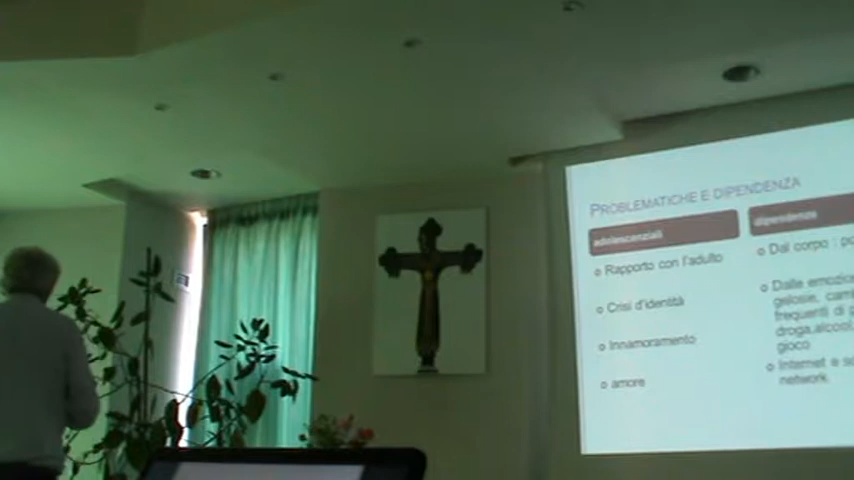 PROBLEMATICHE E DIPENDENZA
adolescenziali
dipendenze
Rapporto con l'adulto
Crisi d'identità
Innamoramento
amore
Dal corpo :
Dalle emozioni
gelosie,
frequenti di
droga,alcol
gioco
Internet e
network